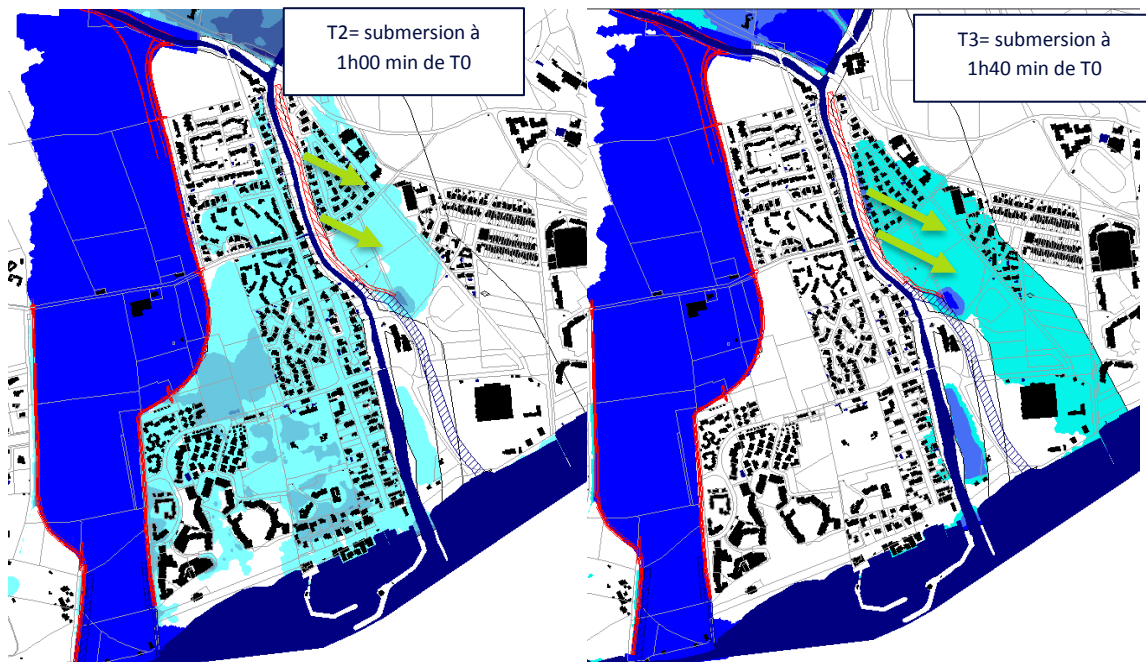 T2= submersion à
1h00 min de T0
T3= submersion à
1h40 min de T0